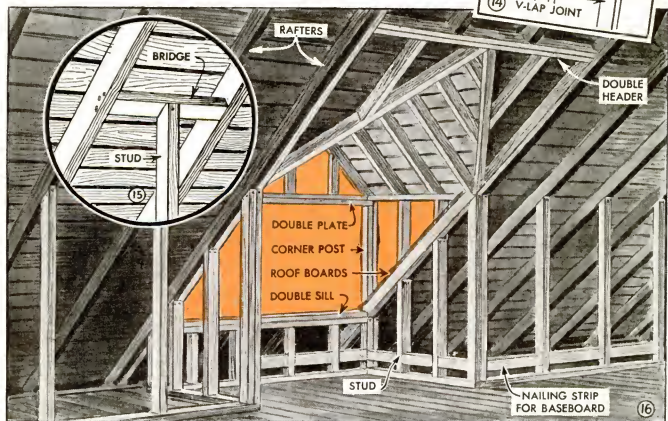 14
V-LAP JOINT
RAFTERS
BRIDGE
DOUBLE
HEADER
STUD
15
DOUBLE PLATE
CORNER POST
ROOF BOARDS
DOUBLE SILL
STUD
NAILING STRIP
FOR BASEBOARD
16